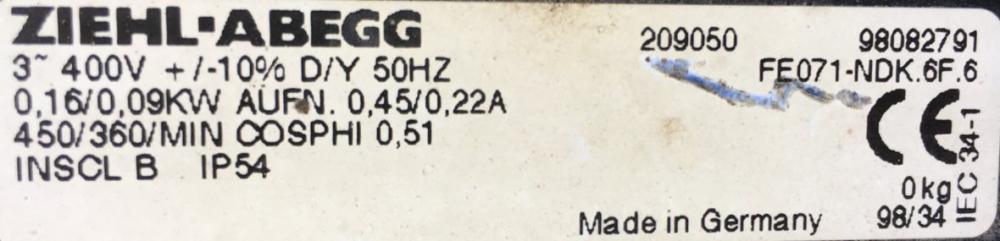 ZIEHL-ABEGG
209050 98082791
3~ 400V +/-10% D/Y 50HZ
FE071-NDK.6F.6
0,16/0,09KW AUFN. 0,45/0,22A
450/360/MIN COSPHI 0,51
CE
INSCL B IP54
IEC 34-1
0kg
Made in Germany 98/34